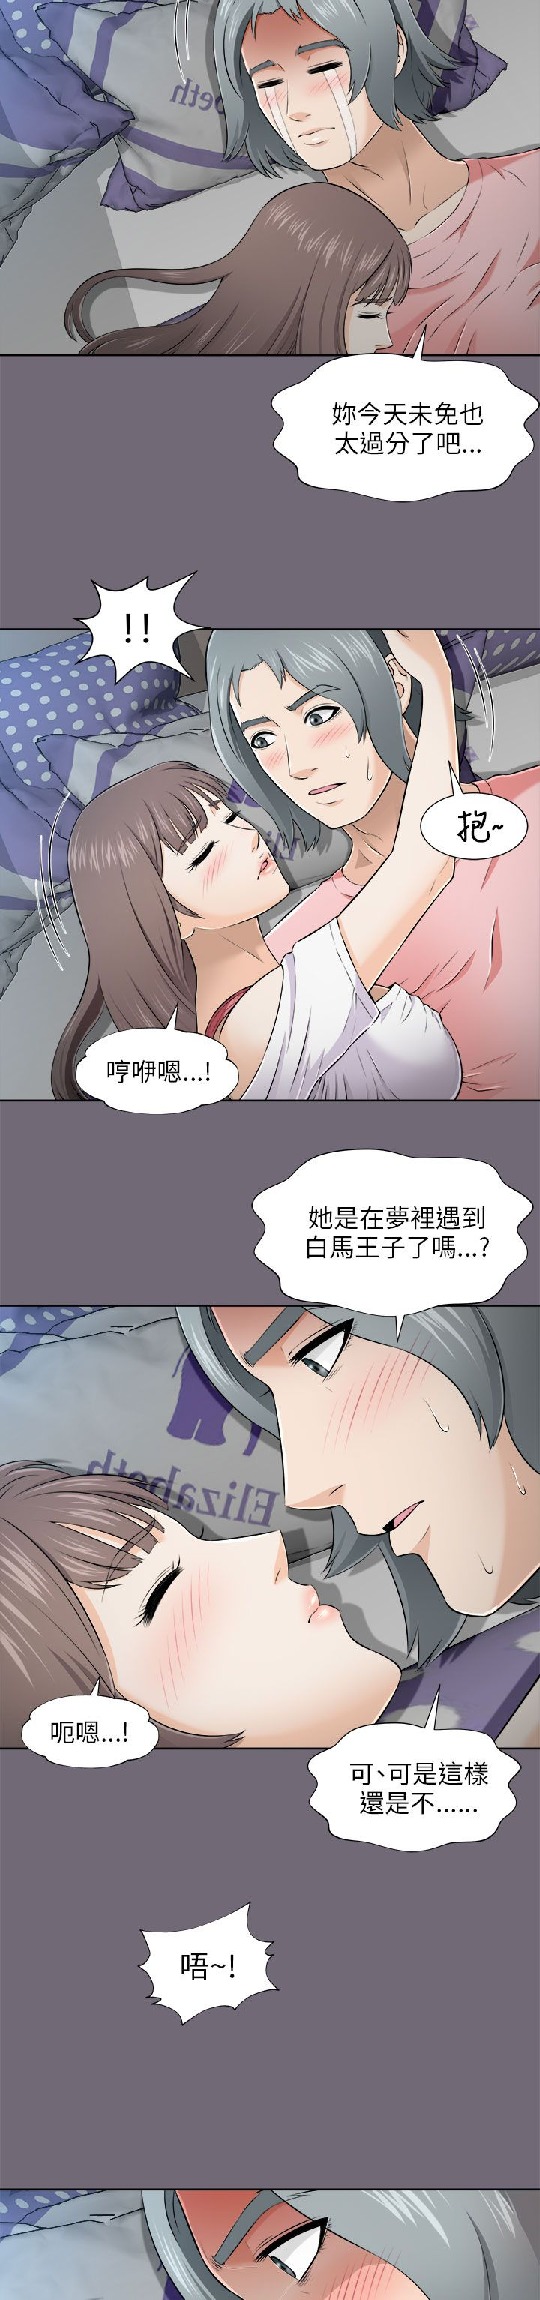 Elizabeth
妳今天未免也
太過分了吧...
!!
抱~
哼咿嗯...!
她是在夢裡遇到
白馬王子了嗎...?
Elizabeth
呃嗯...!
可、可是這樣
還是不......
唔~!